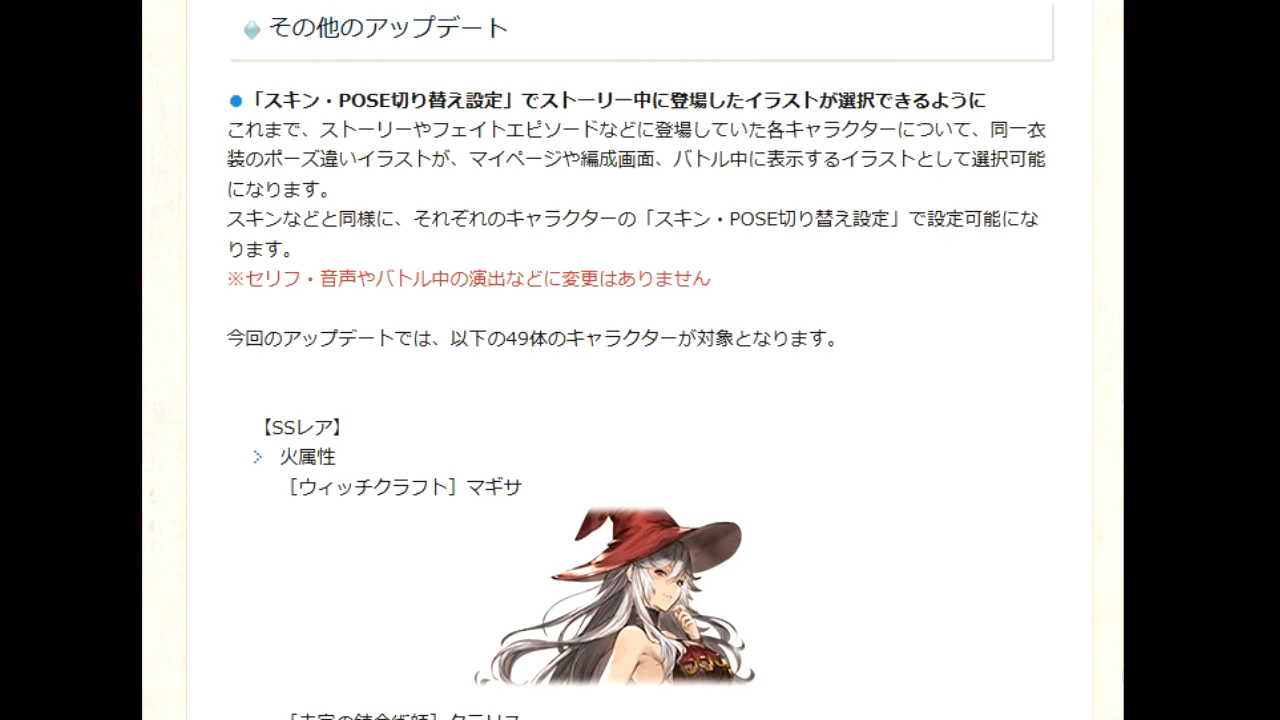 その他のアップデート
●「スキン・POSE切り替え設定」でストーリー中に登場したイラストが選択できるように
これまで、ストーリーやフェイトエピソードなどに登場していた各キャラクターについて、同一衣
装のポーズ違いイラストが、マイページや編成画面、バトル中に表示するイラストとして選択可能
になります。
スキンなどと同様に、それぞれのキャラクターの「スキン・POSE切り替え設定」で設定可能にな
ります。
※セリフ・音声やバトル中の演出などに変更はありません
今回のアップデートでは、以下の49体のキャラクターが対象となります。
【SSレア】
火属性
［ウィッチクラフト］マギサ